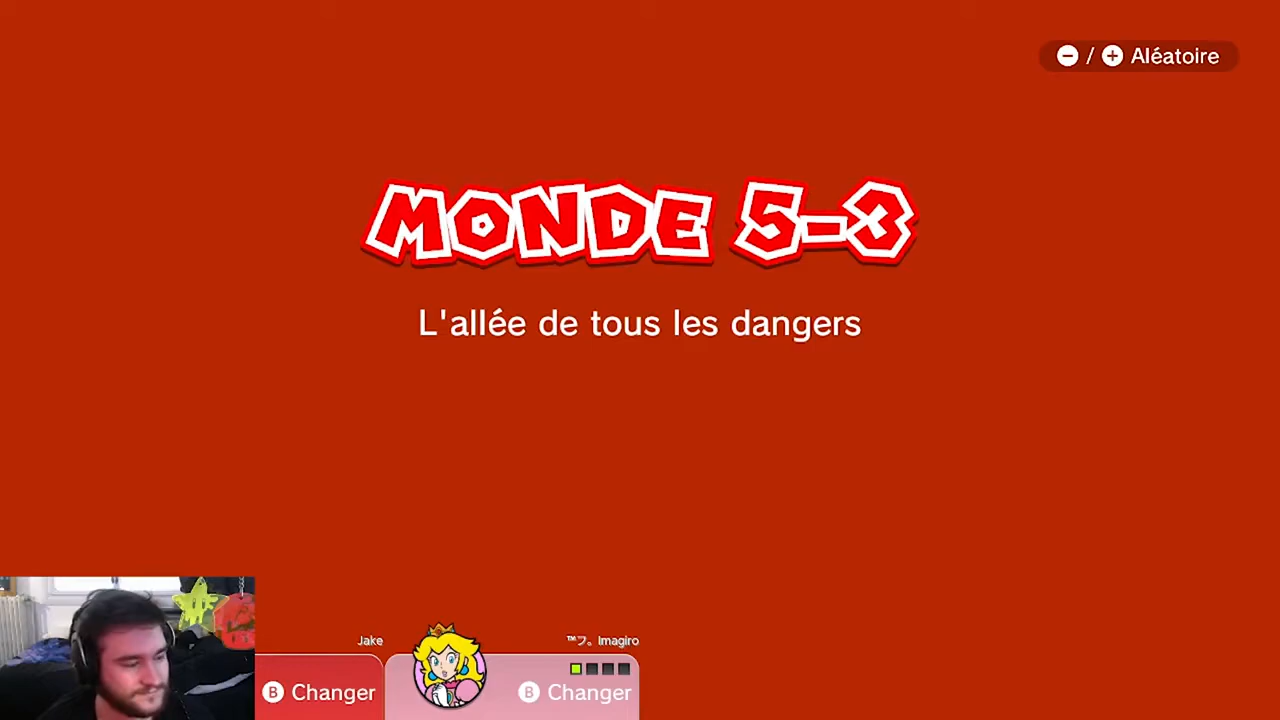 ⊖ / ⊕ Aléatoire
MONDE 5-3
L'allée de tous les dangers
Jake
™フ。Imagiro
B Changer
B Changer